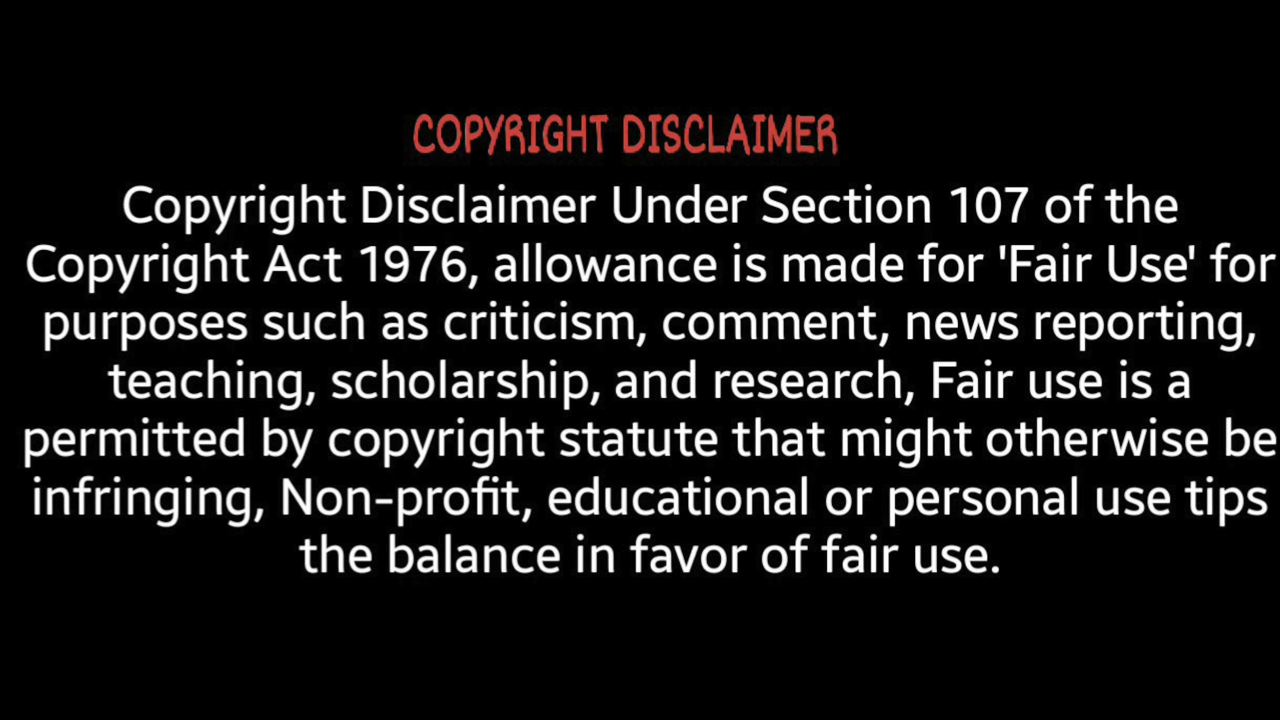 COPYRIGHT DISCLAIMER
Copyright Disclaimer Under Section 107 of the
Copyright Act 1976, allowance is made for 'Fair Use' for
purposes such as criticism, comment, news reporting,
teaching, scholarship, and research, Fair use is a
permitted by copyright statute that might otherwise be
infringing, Non-profit, educational or personal use tips
the balance in favor of fair use.